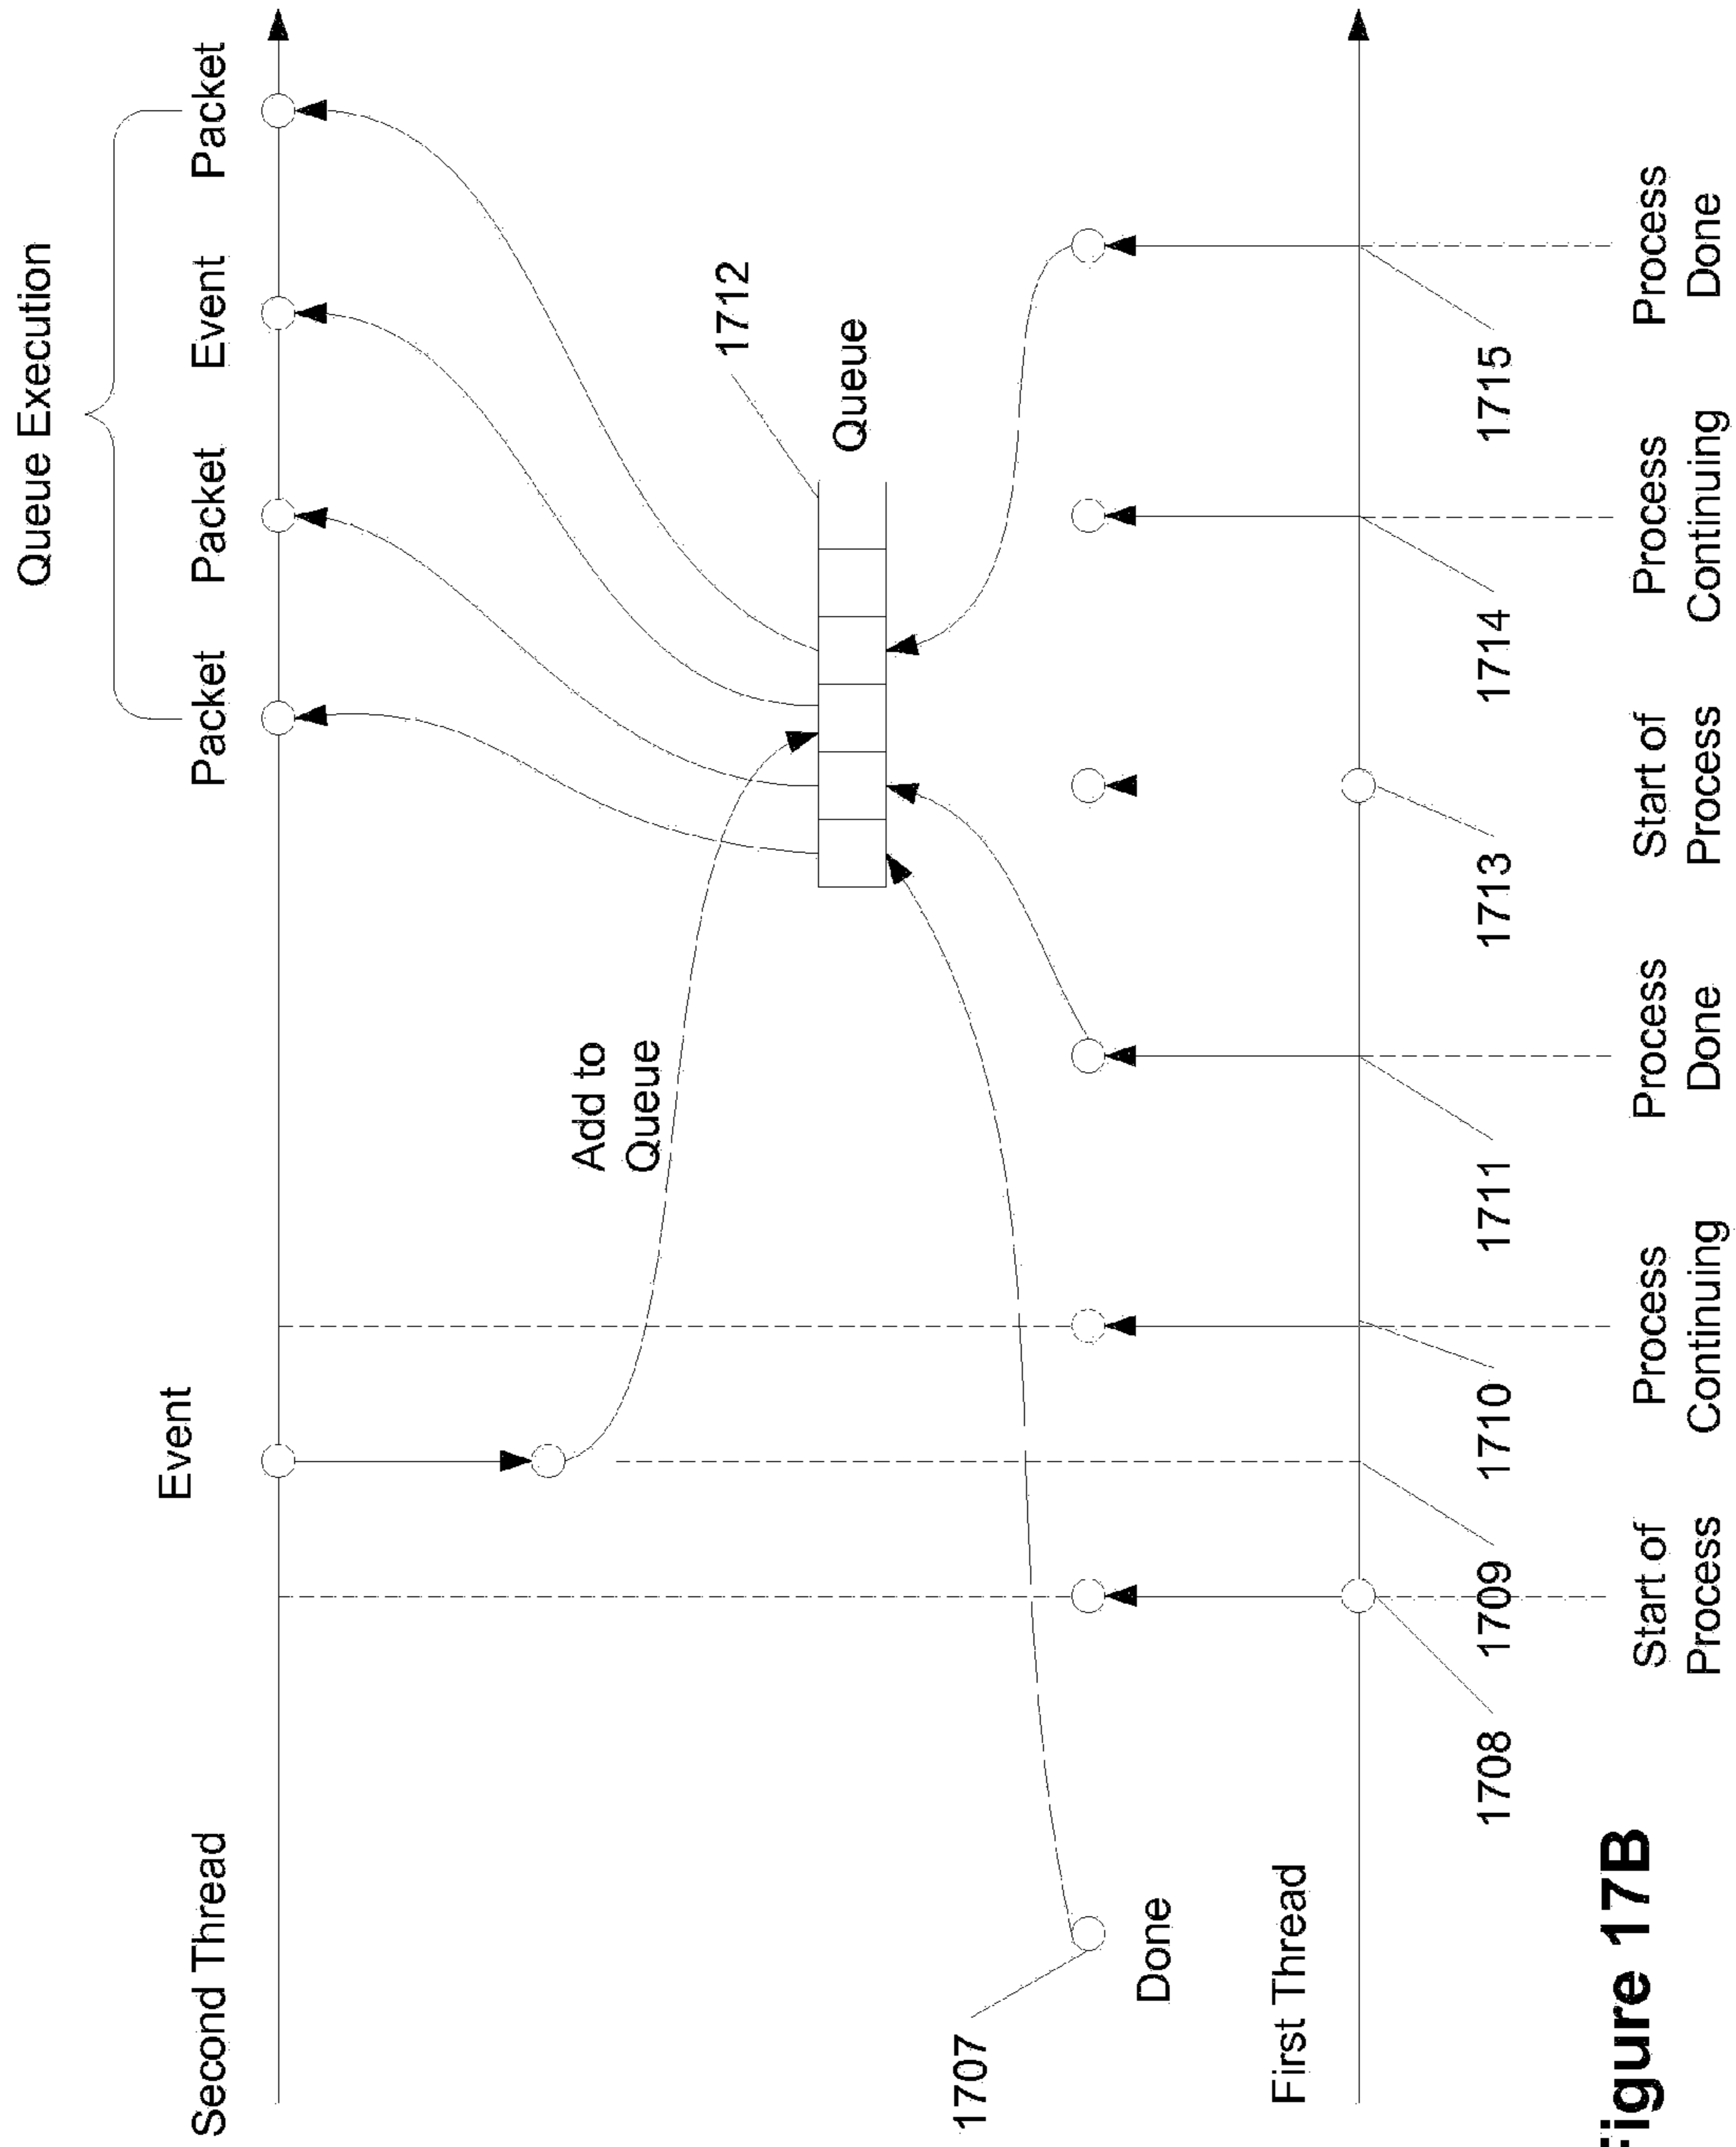 Queue Execution
Second Thread
Event
Packet
Packet
Event
Packet
Add to
Queue
1712
Queue
1707
Done
First Thread
1708
1709
1710
1711
1713
1714
1715
Start of
Process
Process
Continuing
Process
Done
Start of
Process
Process
Continuing
Process
Done
Figure 17B